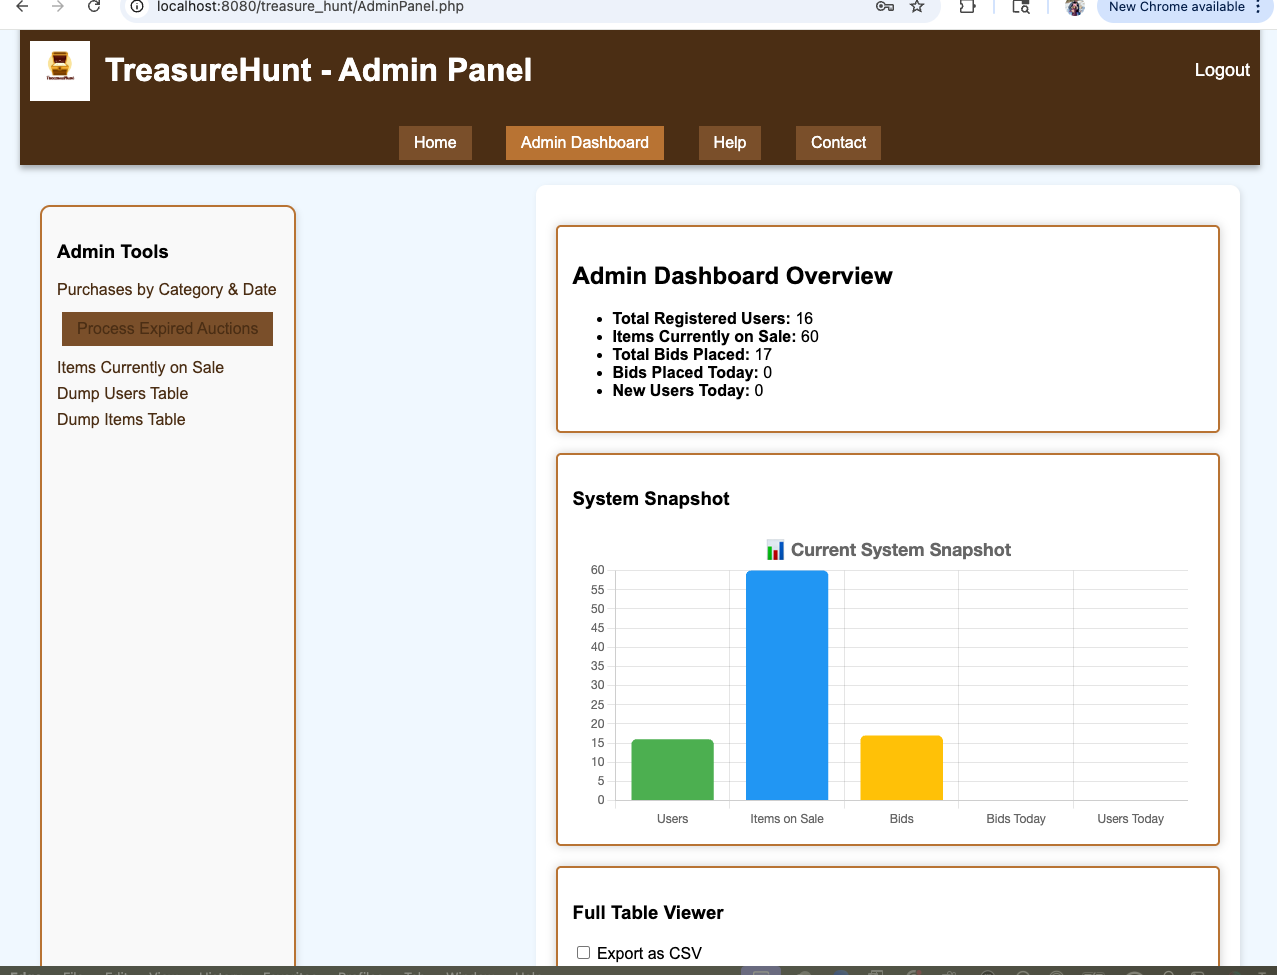 localhost:8080/treasure_hunt/AdminPanel.php
New Chrome available
TreasureHunt - Admin Panel
Logout
Home
Admin Dashboard
Help
Contact
Admin Tools
Purchases by Category & Date
Process Expired Auctions
Items Currently on Sale
Dump Users Table
Dump Items Table
Admin Dashboard Overview
Total Registered Users: 16
Items Currently on Sale: 60
Total Bids Placed: 17
Bids Placed Today: 0
New Users Today: 0
System Snapshot
Current System Snapshot
60
55
50
45
40
35
30
25
20
15
10
5
0
Users
Items on Sale
Bids
Bids Today
Users Today
Full Table Viewer
Export as CSV